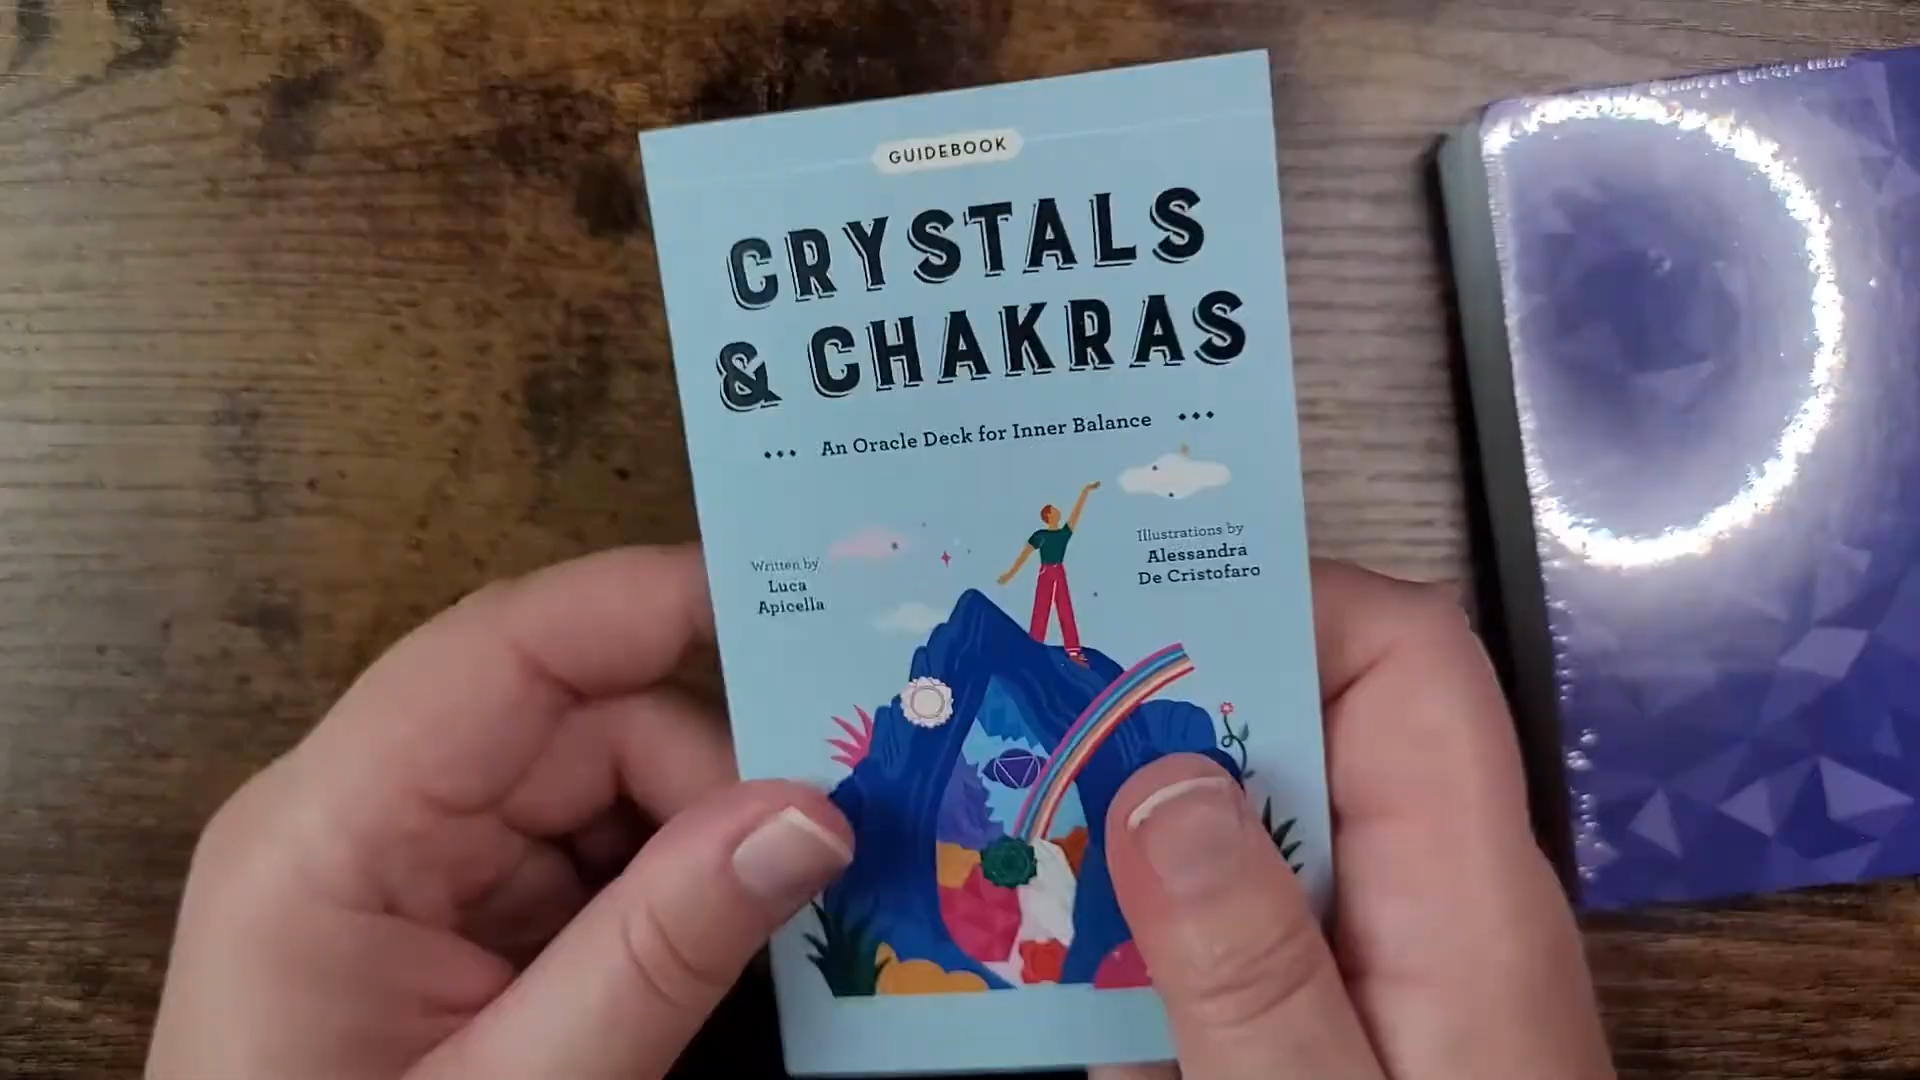 GUIDEBOOK
CRYSTALS
& CHAKRAS
An Oracle Deck for Inner Balance
Written by
Luca
Apicella
Illustrations by
Alessandra
De Cristofaro